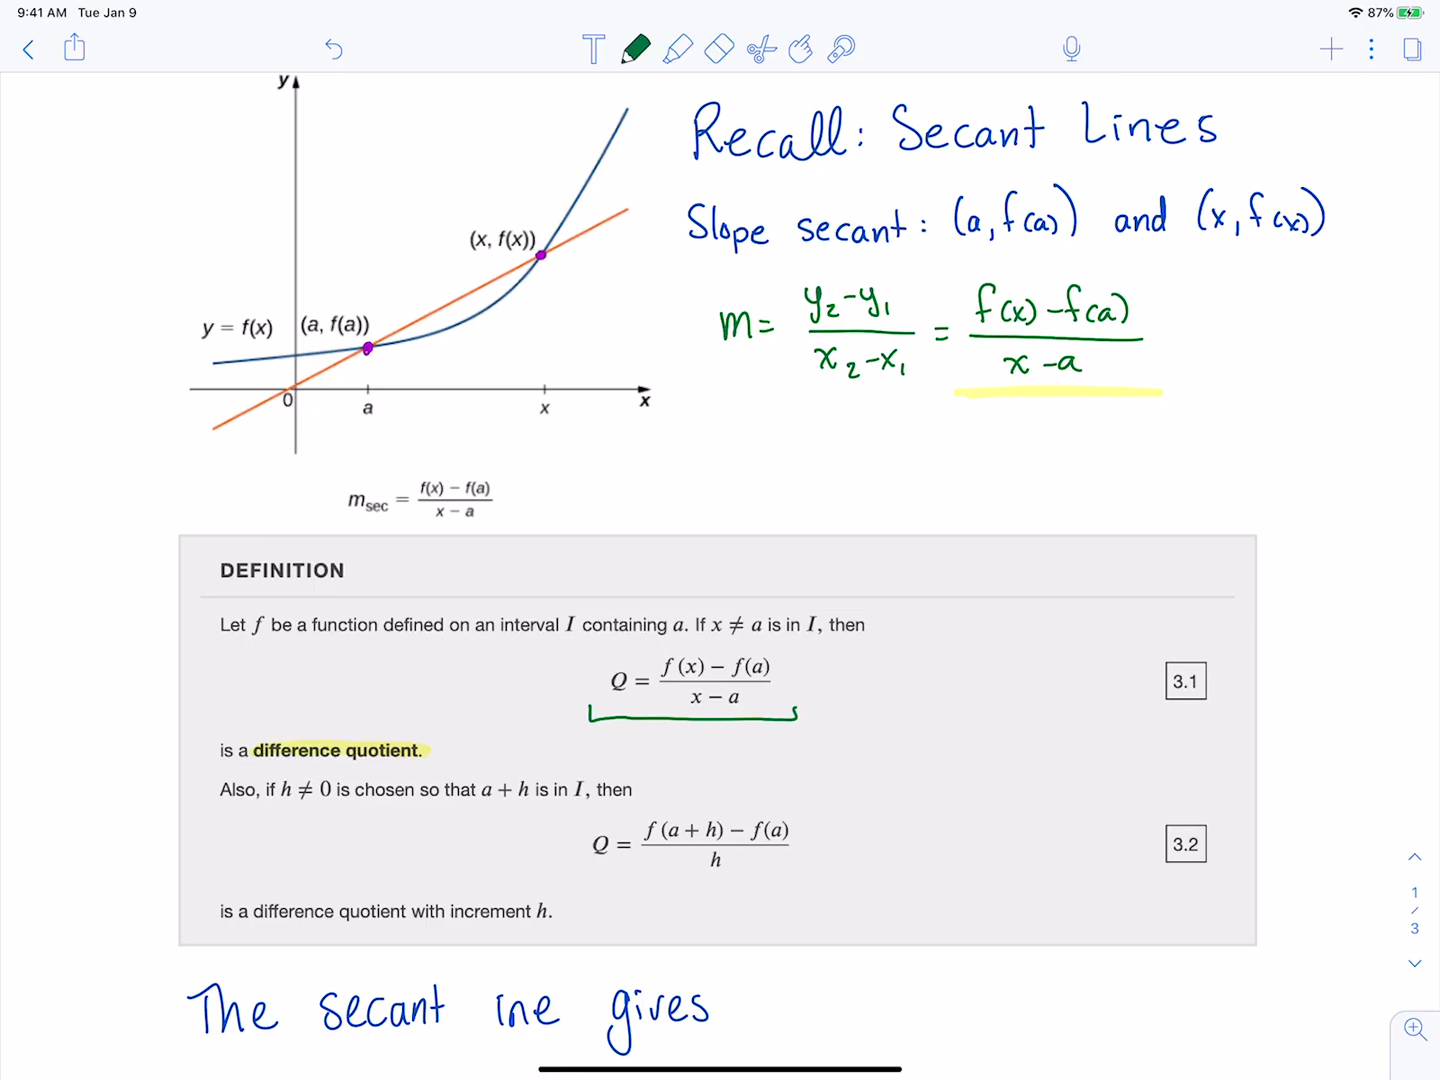 9:41 AM Tue Jan 9
87%
y
Recall: Secant Lines
Slope secant: (a, f(a)) and (x, f(x))
(x, f(x))
m = y₂-y₁ / x₂-x₁ = f(x)-f(a) / x-a
y = f(x) (a, f(a))
0 a x x
m_sec = f(x) − f(a) / x − a
DEFINITION
Let f be a function defined on an interval I containing a. If x ≠ a is in I, then
Q = f(x) − f(a) / x − a 3.1
is a difference quotient.
Also, if h ≠ 0 is chosen so that a + h is in I, then
Q = f(a + h) − f(a) / h 3.2
is a difference quotient with increment h.
1 / 3
The secant ine gives